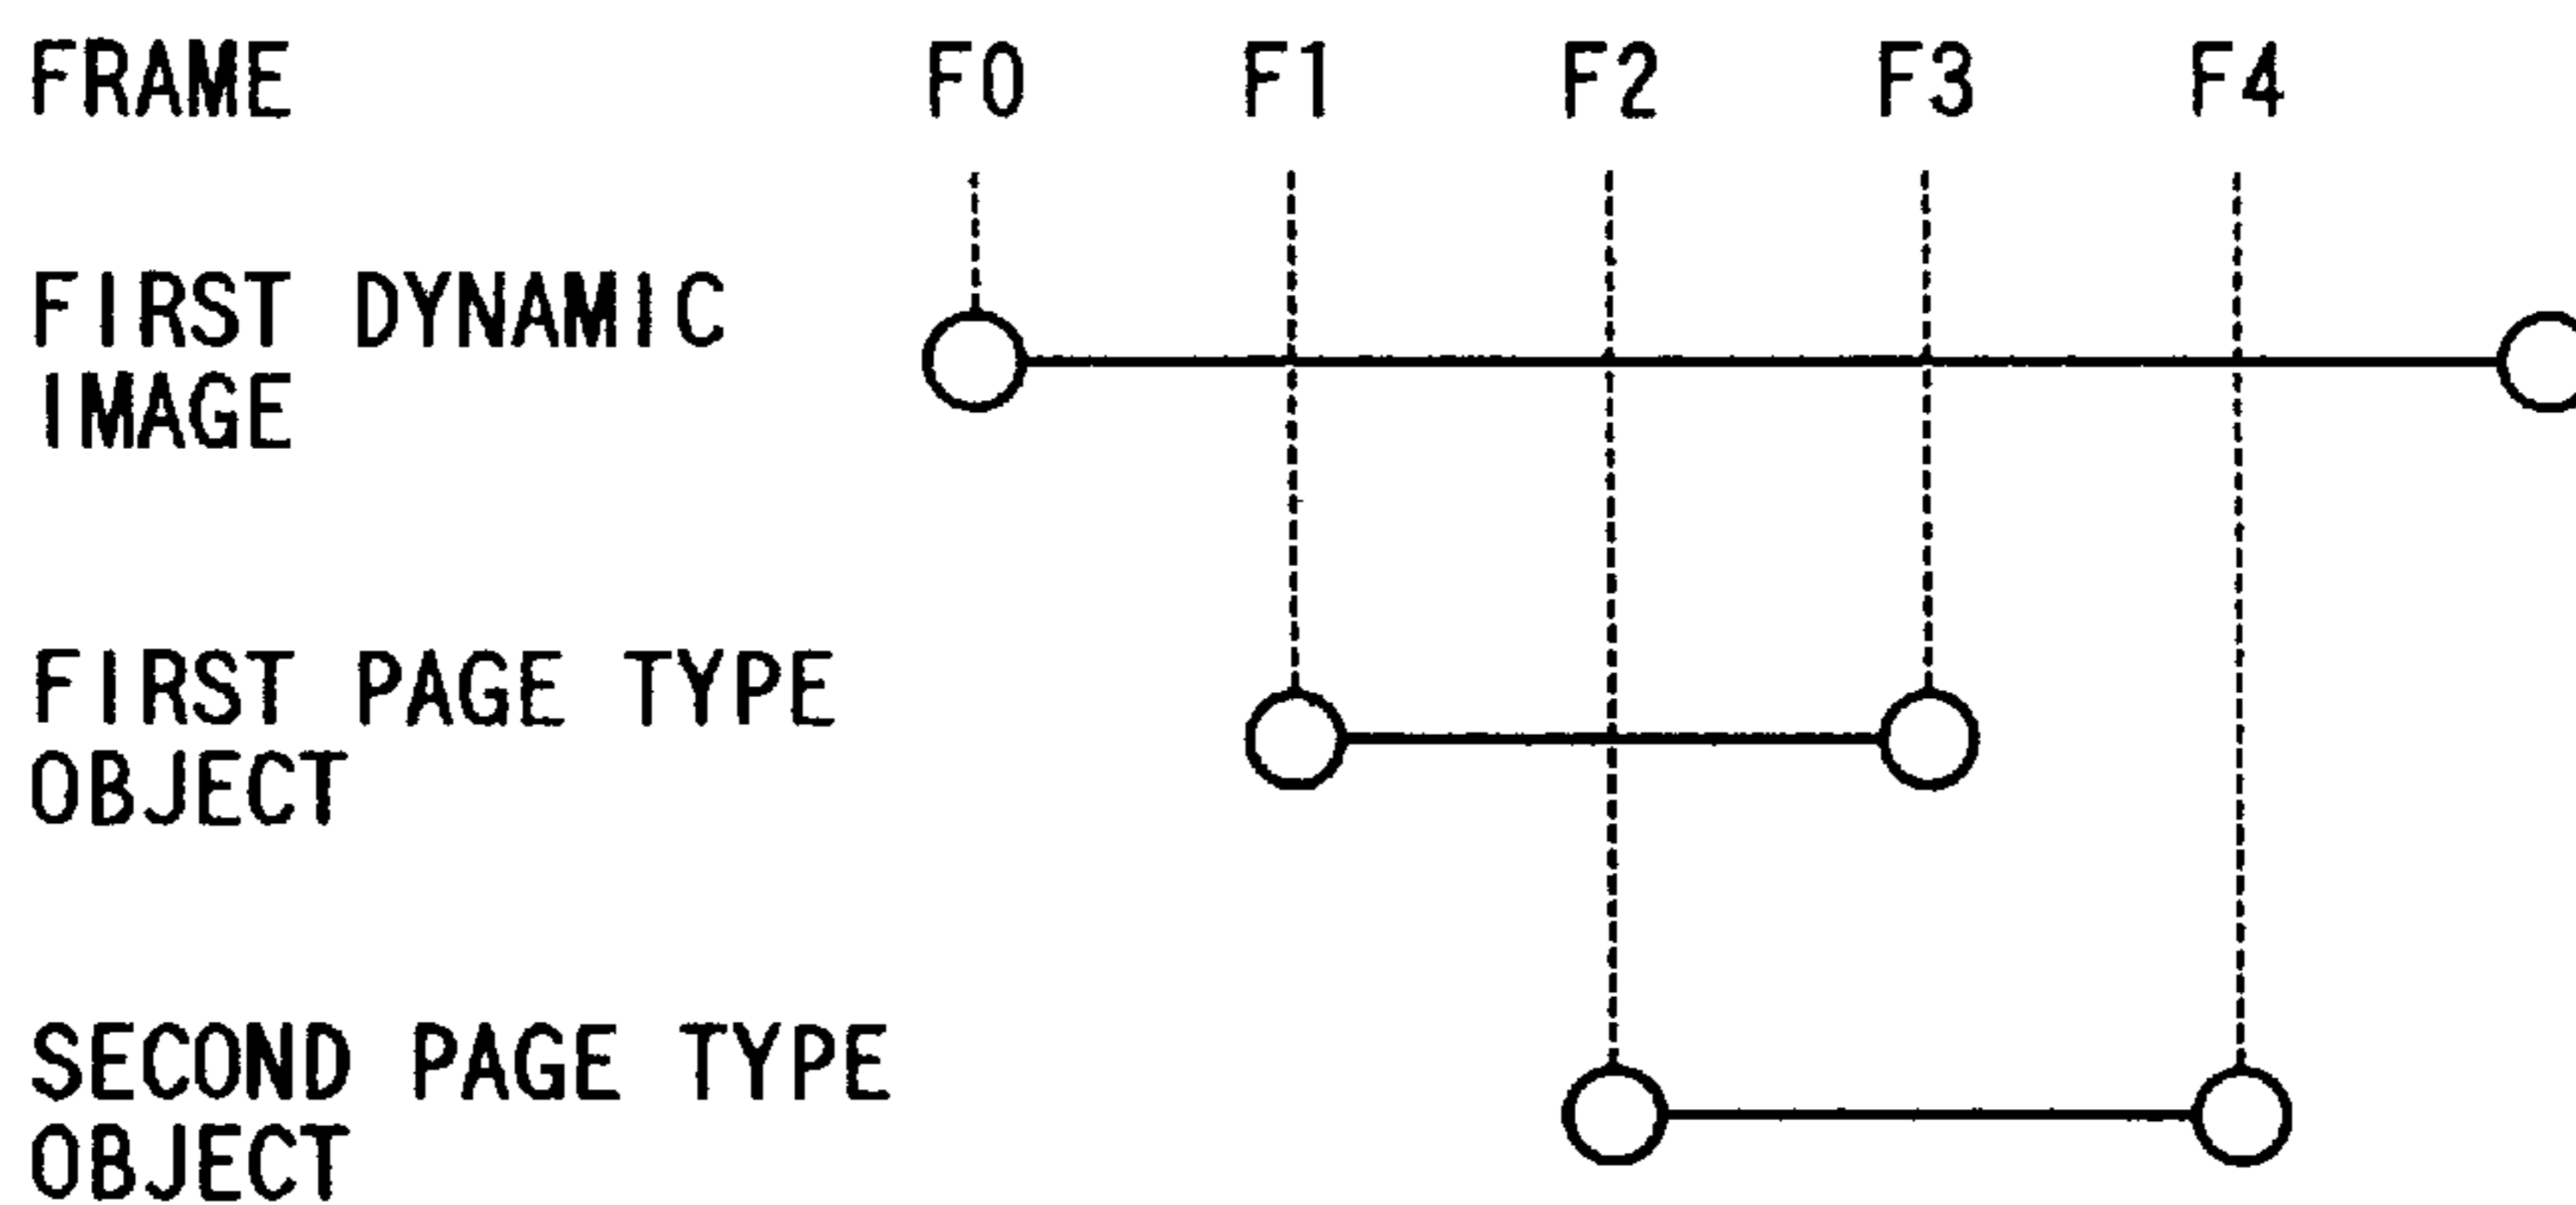 FRAME F0 F1 F2 F3 F4
FIRST DYNAMIC
IMAGE
FIRST PAGE TYPE
OBJECT
SECOND PAGE TYPE
OBJECT